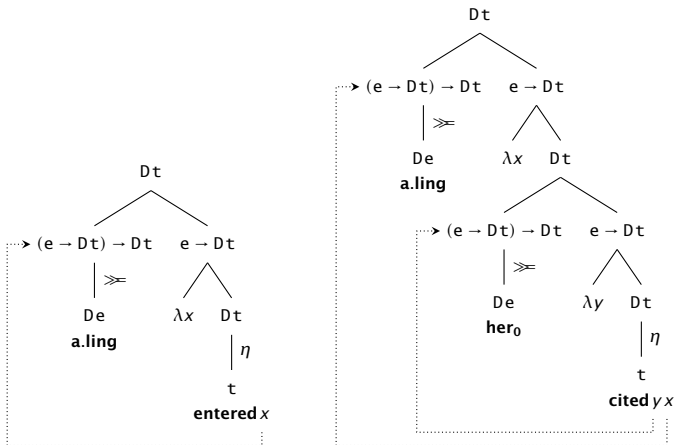 Dt
(e → Dt) → Dt e → Dt
≫=
De λx Dt
a.ling
η
t
entered x
Dt
(e → Dt) → Dt e → Dt
≫=
De λx Dt
a.ling
(e → Dt) → Dt e → Dt
≫=
De λy Dt
her₀
η
t
cited y x